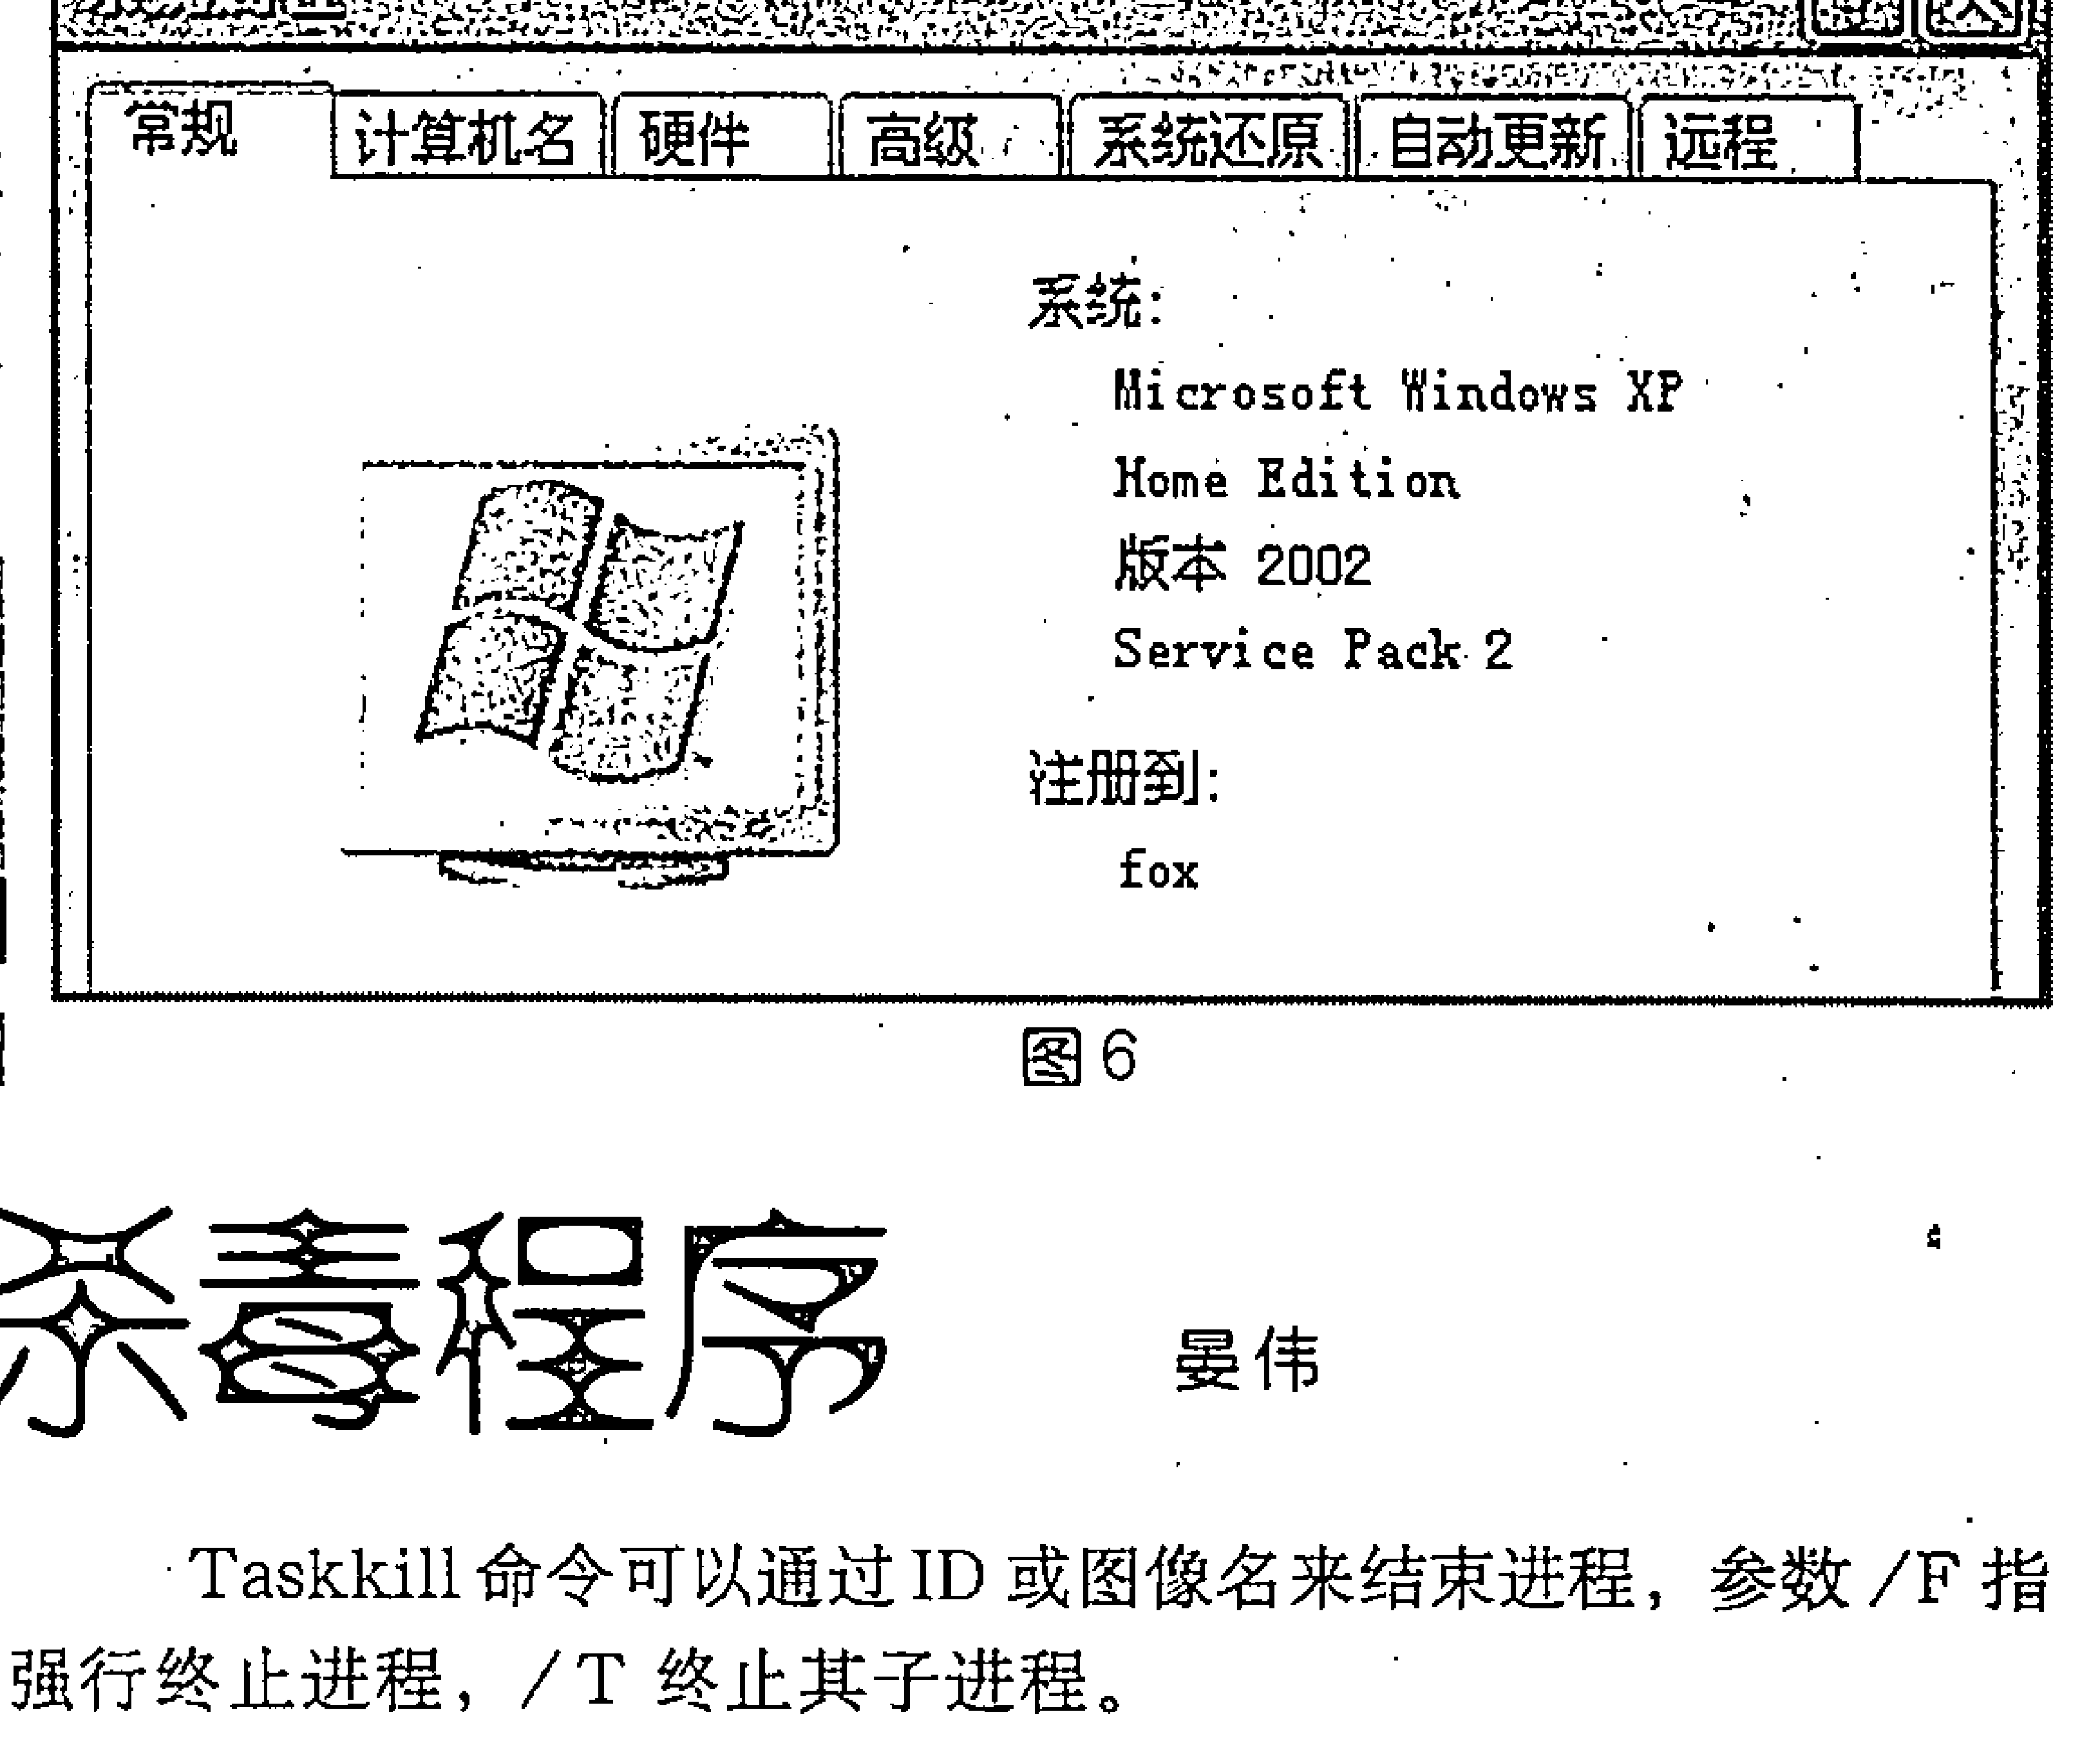 常规 计算机名 硬件 高级 系统还原 自动更新 远程
系统:
Microsoft Windows XP
Home Edition
版本 2002
Service Pack 2
注册到:
fox
图 6
杀毒程序
晏伟
Taskkill 命令可以通过 ID 或图像名来结束进程，参数 /F 指
强行终止进程，/T 终止其子进程。